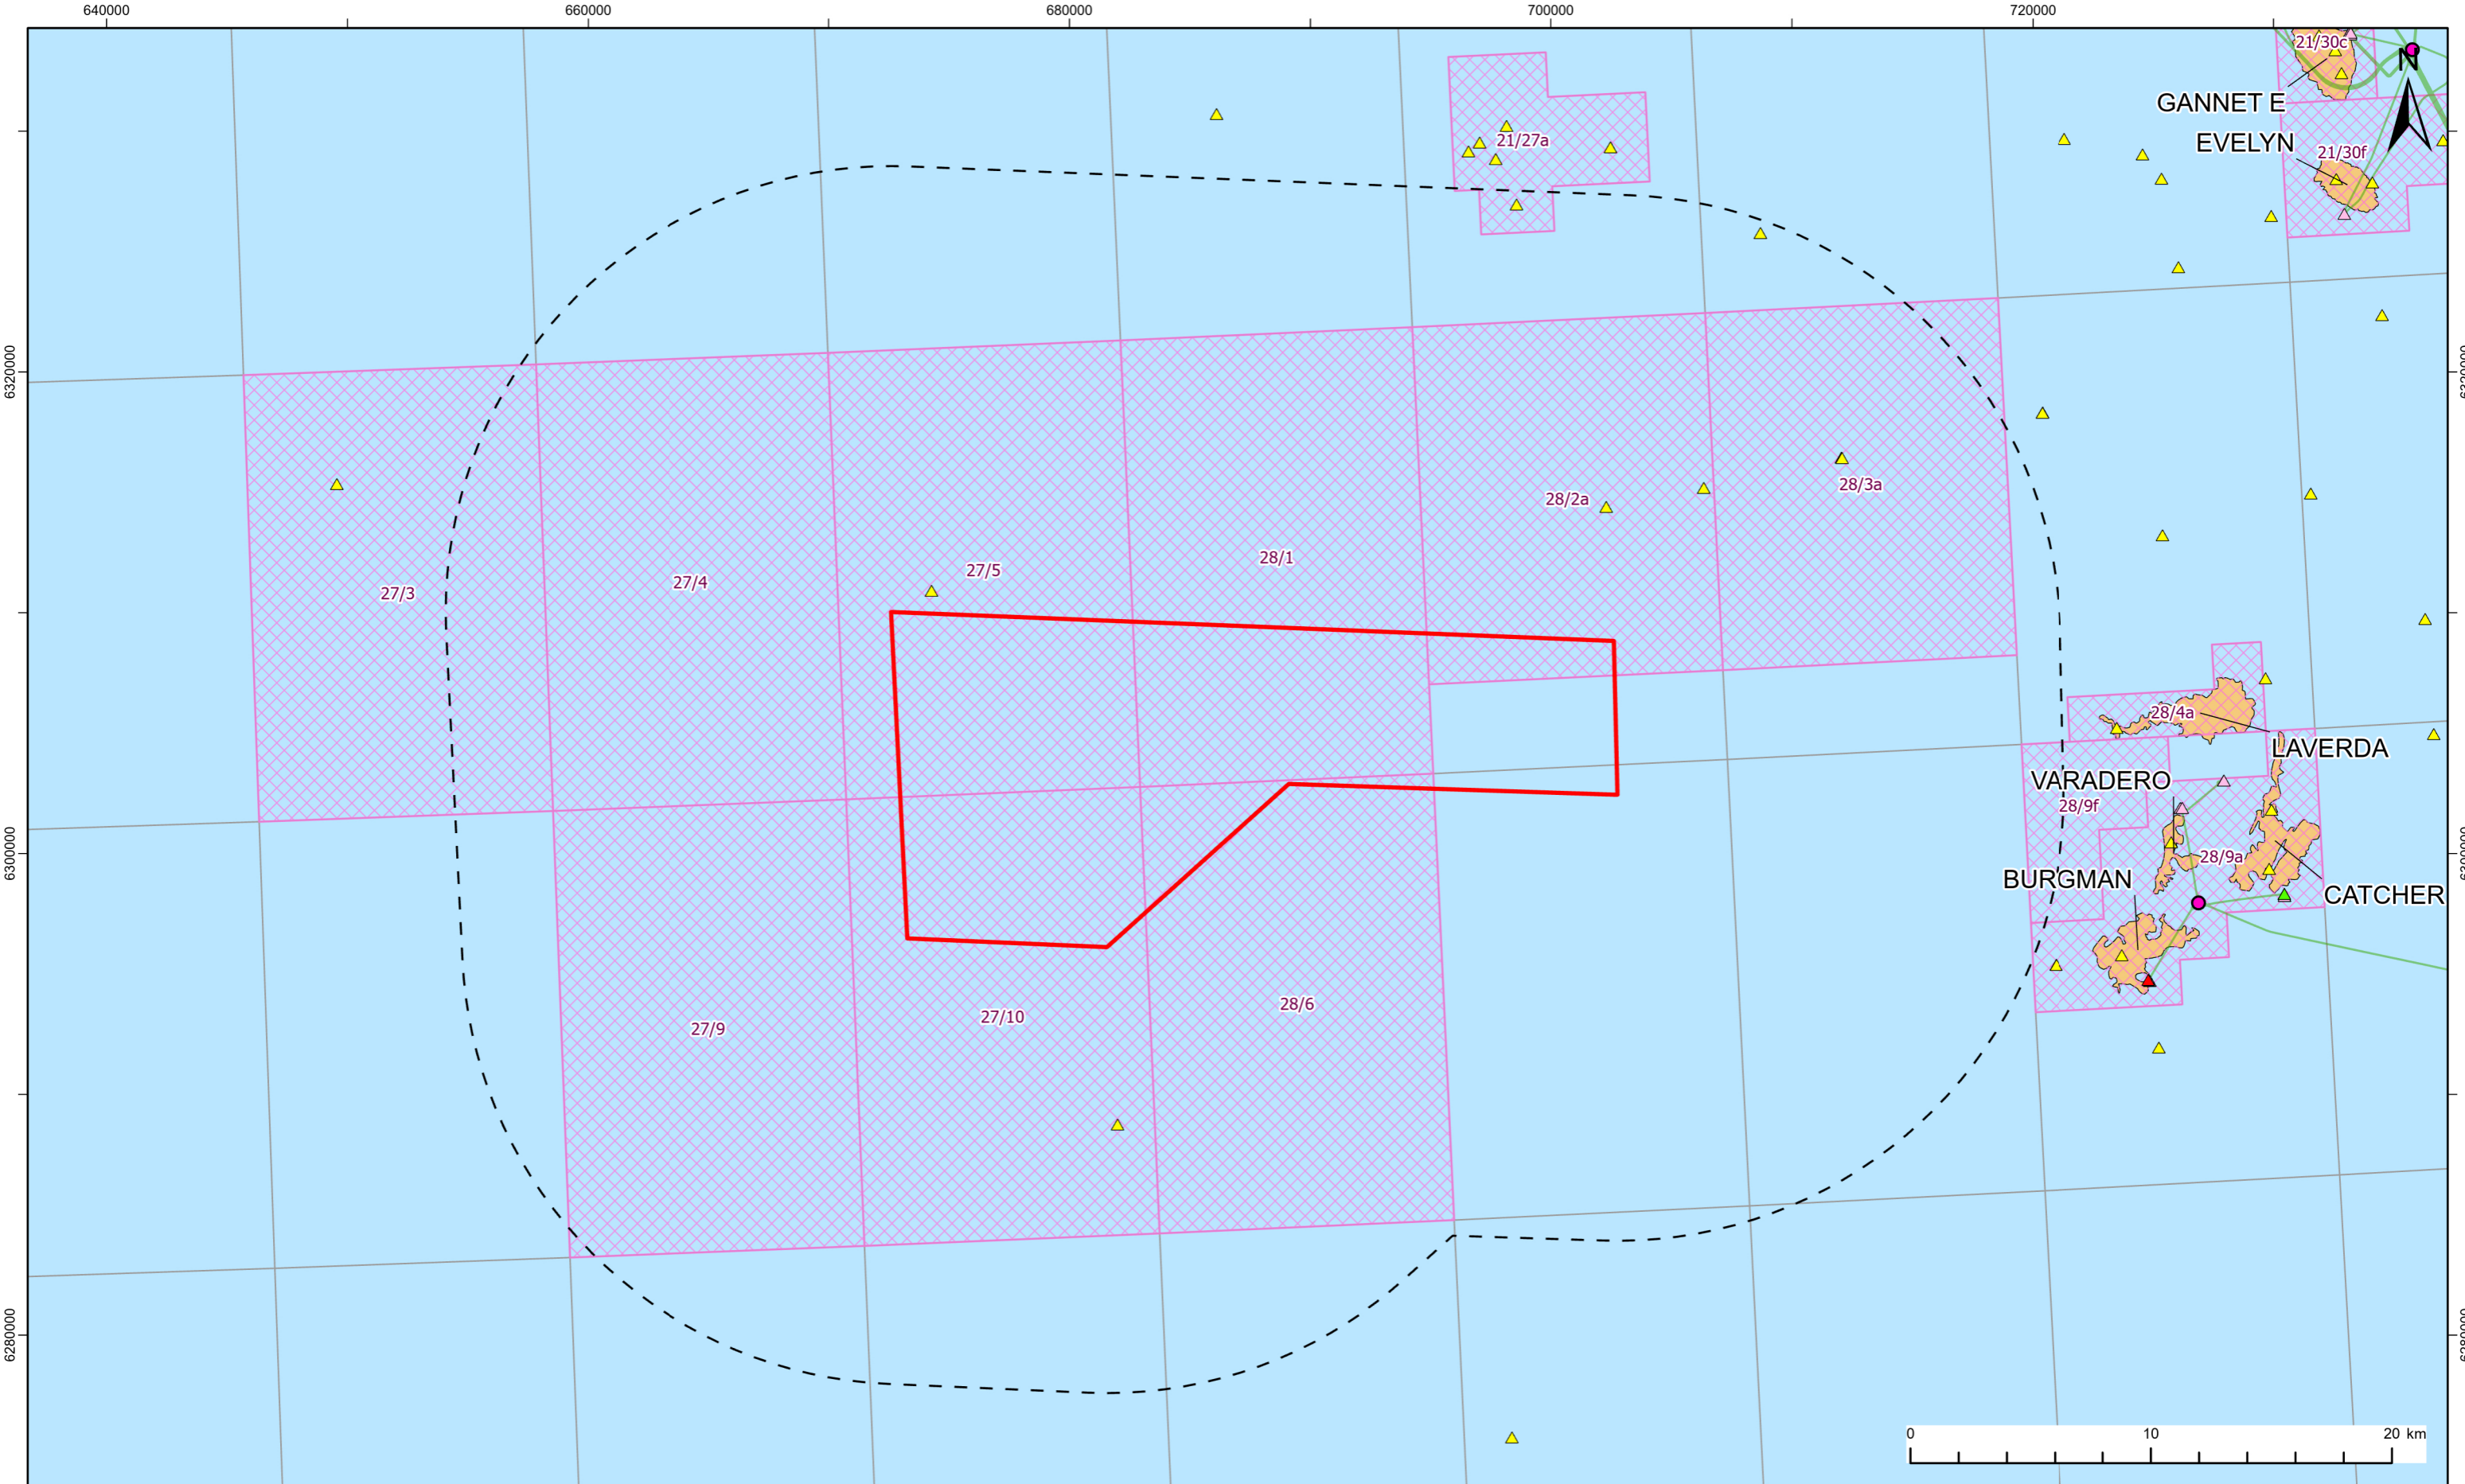 640000
660000
680000
700000
720000
21/30c
N
GANNET E
21/27a
EVELYN
21/30f
6320000
28/2a
28/3a
28/1
27/5
27/4
27/3
28/4a
LAVERDA
VARADERO
28/9f
6300000
28/9a
BURGMAN
CATCHER
28/6
27/10
27/9
6280000
0 10 20 km